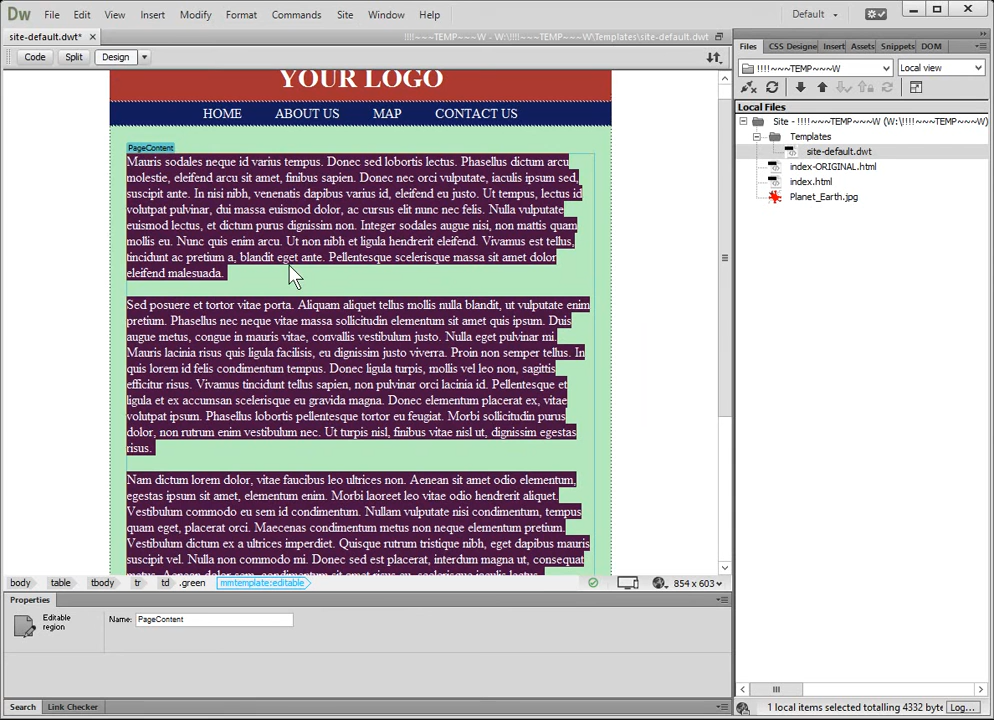 Dw File Edit View Insert Modify Format Commands Site Window Help Default
site-default.dwt* !!!!~~~TEMP~~~W - W:\!!!!~~~TEMP~~~W\Templates\site-default.dwt
Code Split Design
YOUR LOGO
HOME ABOUT US MAP CONTACT US
PageContent
Mauris sodales neque id varius tempus. Donec sed lobortis lectus. Phasellus dictum arcu
molestie, eleifend arcu sit amet, finibus sapien. Donec nec orci vulputate, iaculis ipsum sed,
suscipit ante. In nisi nibh, venenatis dapibus varius id, eleifend eu justo. Ut tempus, lectus id
volutpat pulvinar, dui massa euismod dolor, ac cursus elit nunc nec felis. Nulla vulputate
euismod lectus, et dictum purus dignissim non. Integer sodales augue nisi, non mattis quam
mollis eu. Nunc quis enim arcu. Ut non nibh et ligula hendrerit eleifend. Vivamus est tellus,
tincidunt ac pretium a, blandit eget ante. Pellentesque scelerisque massa sit amet dolor
eleifend malesuada.
Sed posuere et tortor vitae porta. Aliquam aliquet tellus mollis nulla blandit, ut vulputate enim
pretium. Phasellus nec neque vitae massa sollicitudin elementum sit amet quis ipsum. Duis
augue metus, congue in mauris vitae, convallis vestibulum justo. Nulla eget pulvinar mi.
Mauris lacinia risus quis ligula facilisis, eu dignissim justo viverra. Proin non semper tellus. In
quis lorem id felis condimentum tempus. Donec ligula turpis, mollis vel leo non, sagittis
efficitur risus. Vivamus tincidunt tellus sapien, non pulvinar orci lacinia id. Pellentesque et
ligula et ex accumsan scelerisque eu gravida magna. Donec elementum placerat ex, vitae
volutpat ipsum. Phasellus lobortis pellentesque tortor eu feugiat. Morbi sollicitudin purus
dolor, non rutrum enim vestibulum nec. Ut turpis nisl, finibus vitae nisl ut, dignissim egestas
risus.
Nam dictum lorem dolor, vitae faucibus leo ultrices non. Aenean sit amet odio elementum,
egestas ipsum sit amet, elementum enim. Morbi laoreet leo vitae odio hendrerit aliquet.
Vestibulum commodo eu sem id condimentum. Nullam vulputate nisi condimentum, tempus
quam eget, placerat orci. Maecenas condimentum metus non neque elementum pretium.
Vestibulum dictum ex a ultrices imperdiet. Quisque tristique nibh, eget dapibus mauris
suscipit vel. Nulla non commodo mi. Donec sed est placerat, interdum magna ut, consequat
body table tbody tr td .green mmtemplate:editable 854 x 603
Properties
Editable region Name: PageContent
Search Link Checker
Files CSS Designer Insert Assets Snippets DOM
!!!!~~~TEMP~~~W Local view
Local Files
Site - !!!!~~~TEMP~~~W (W:\!!!!~~~TEMP~~~W\)
Templates
site-default.dwt
index-ORIGINAL.html
index.html
Planet_Earth.jpg
1 local items selected totalling 4332 byte Log...